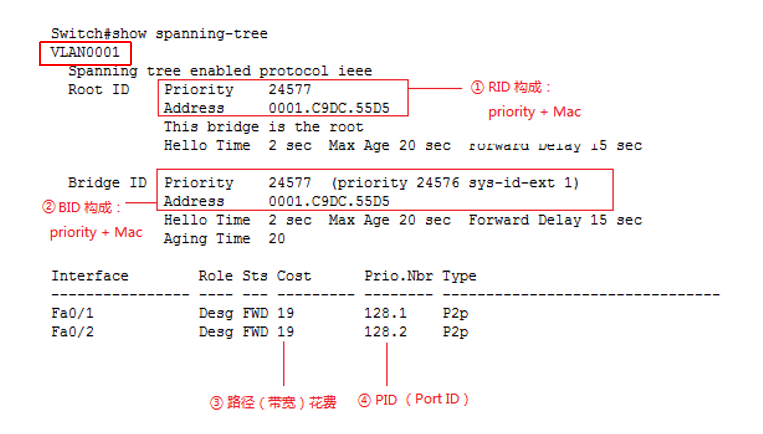 Switch#show spanning-tree
VLAN0001
Spanning tree enabled protocol ieee
Root ID Priority 24577
Address 0001.C9DC.55D5
① RID 构成：
priority + Mac
This bridge is the root
Hello Time 2 sec Max Age 20 sec Forward Delay 15 sec
Bridge ID Priority 24577 (priority 24576 sys-id-ext 1)
Address 0001.C9DC.55D5
② BID 构成：
priority + Mac
Hello Time 2 sec Max Age 20 sec Forward Delay 15 sec
Aging Time 20
Interface Role Sts Cost Prio.Nbr Type
---------------- ---- --- --------- -------- --------------------------------
Fa0/1 Desg FWD 19 128.1 P2p
Fa0/2 Desg FWD 19 128.2 P2p
③ 路径（带宽）花费 ④ PID（Port ID）